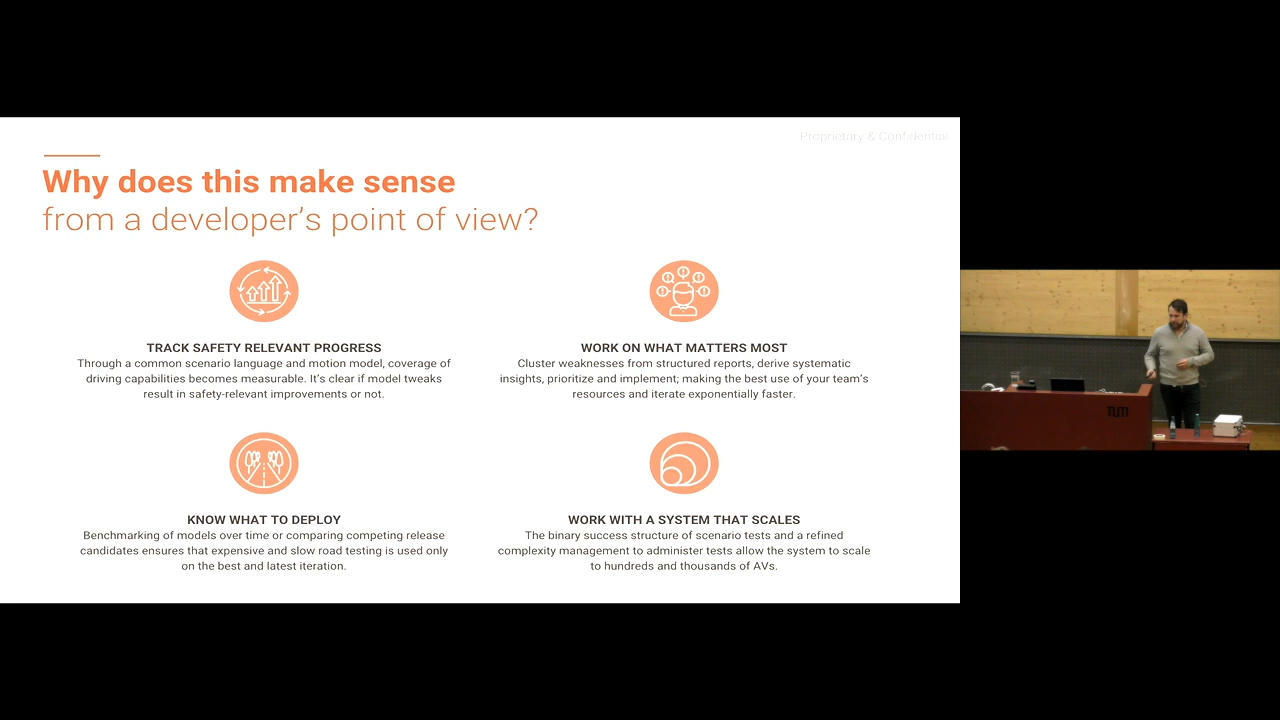 Proprietary & Confidential
Why does this make sense
from a developer's point of view?
TRACK SAFETY RELEVANT PROGRESS
Through a common scenario language and motion model, coverage of
driving capabilities becomes measurable. It's clear if model tweaks
result in safety-relevant improvements or not.
WORK ON WHAT MATTERS MOST
Cluster weaknesses from structured reports, derive systematic
insights, prioritize and implement; making the best use of your team's
resources and iterate exponentially faster.
KNOW WHAT TO DEPLOY
Benchmarking of models over time or comparing competing release
candidates ensures that expensive and slow road testing is used only
on the best and latest iteration.
WORK WITH A SYSTEM THAT SCALES
The binary success structure of scenario tests and a refined
complexity management to administer tests allow the system to scale
to hundreds and thousands of AVs.
TUM